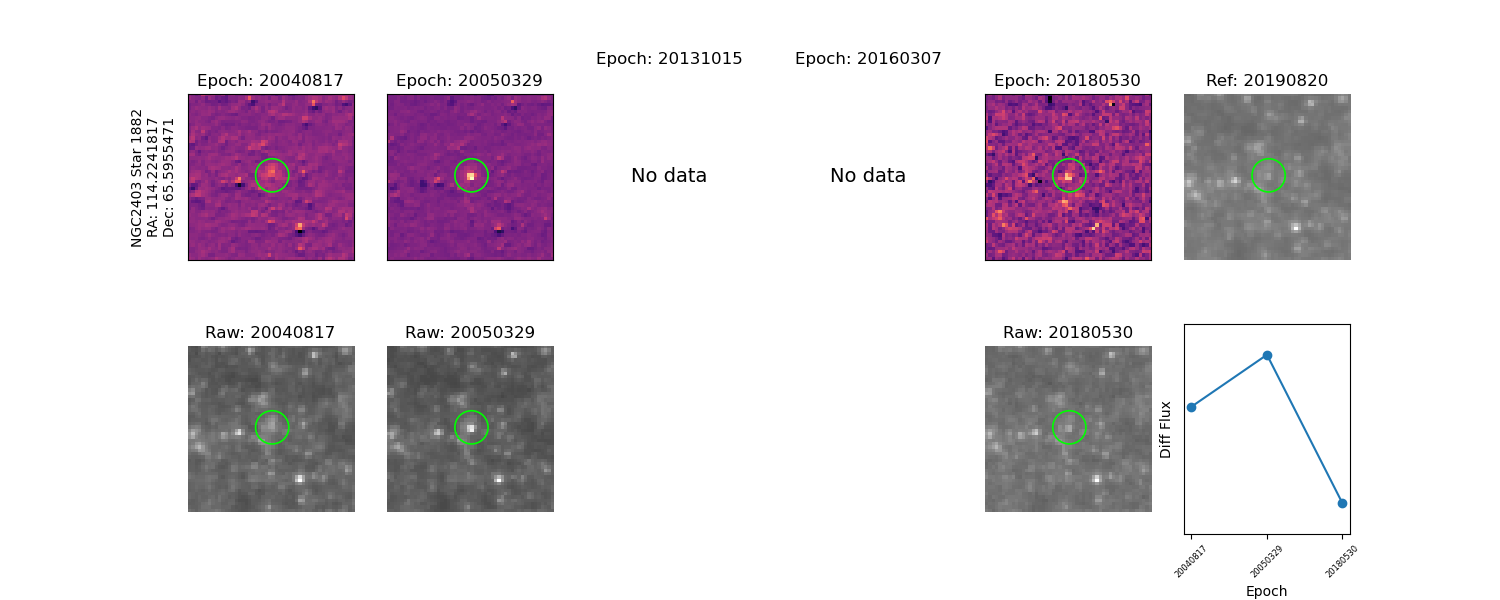 Epoch: 20040817
Epoch: 20050329
Epoch: 20131015
Epoch: 20160307
Epoch: 20180530
Ref: 20190820
NGC2403 Star 1882
RA: 114.2241817
Dec: 65.5955471
No data
No data
Raw: 20040817
Raw: 20050329
Raw: 20180530
Diff Flux
20040817
20050329
20180530
Epoch